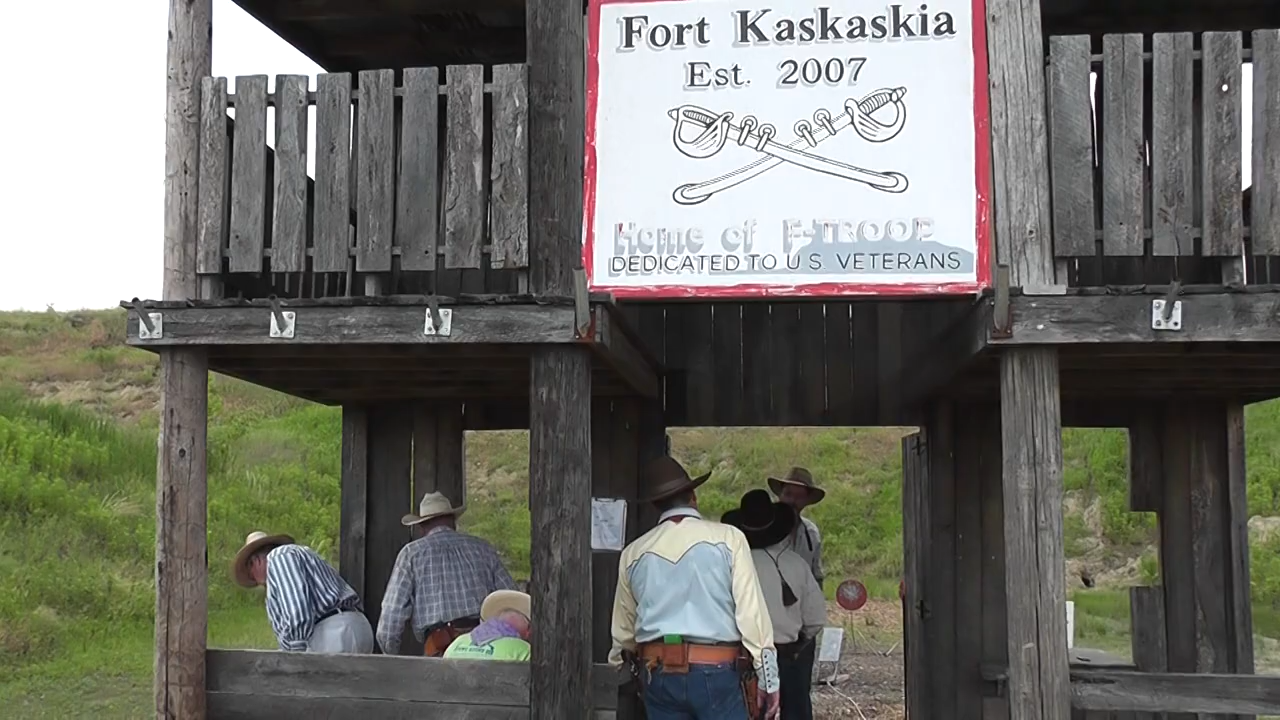 Fort Kaskaskia
Est. 2007
Home of F-TROOP
DEDICATED TO U S VETERANS